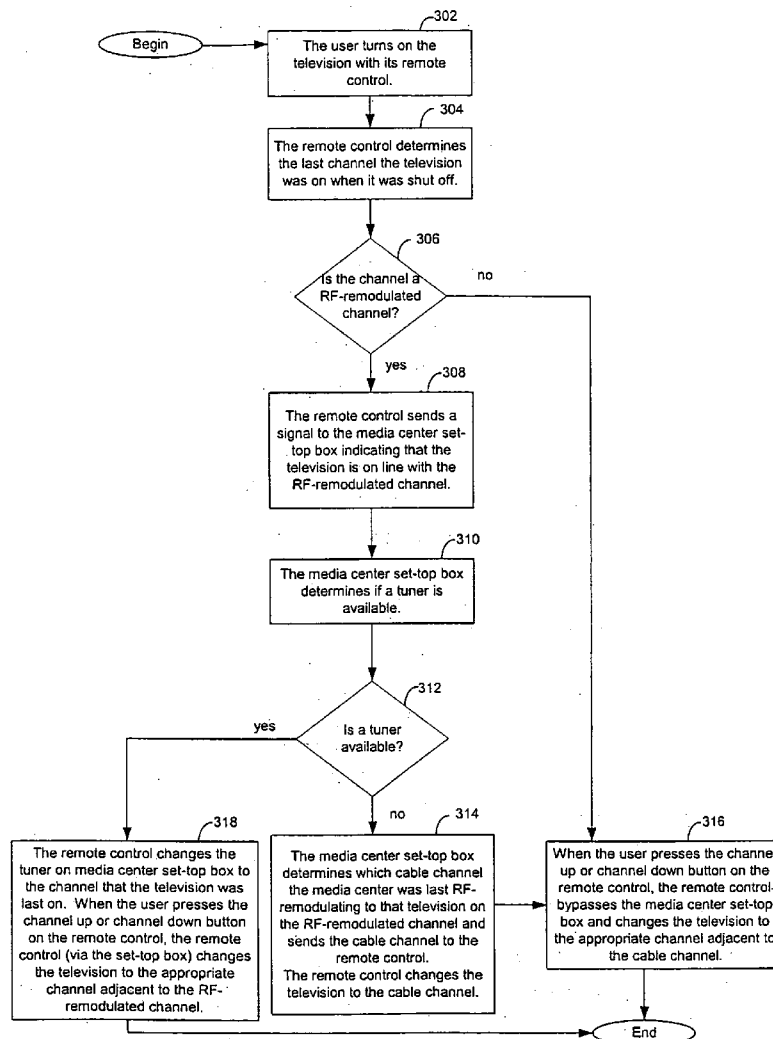 302
Begin
The user turns on the
television with its remote
control.
304
The remote control determines
the last channel the television
was on when it was shut off.
306
Is the channel a
RF-remodulated
channel?
no
yes
308
The remote control sends a
signal to the media center set-
top box indicating that the
television is on line with the
RF-remodulated channel.
310
The media center set-top box
determines if a tuner is
available.
312
yes
Is a tuner
available?
no
318
The remote control changes the
tuner on media center set-top box to
the channel that the television was
last on. When the user presses the
channel up or channel down button
on the remote control, the remote
control (via the set-top box) changes
the television to the appropriate
channel adjacent to the RF-
remodulated channel.
314
The media center set-top box
determines which cable channel
the media center was last RF-
remodulating to that television on
the RF-remodulated channel and
sends the cable channel to the
remote control.
The remote control changes the
television to the cable channel.
316
When the user presses the channel
up or channel down button on the
remote control, the remote control
bypasses the media center set-top
box and changes the television to
the appropriate channel adjacent to
the cable channel.
End